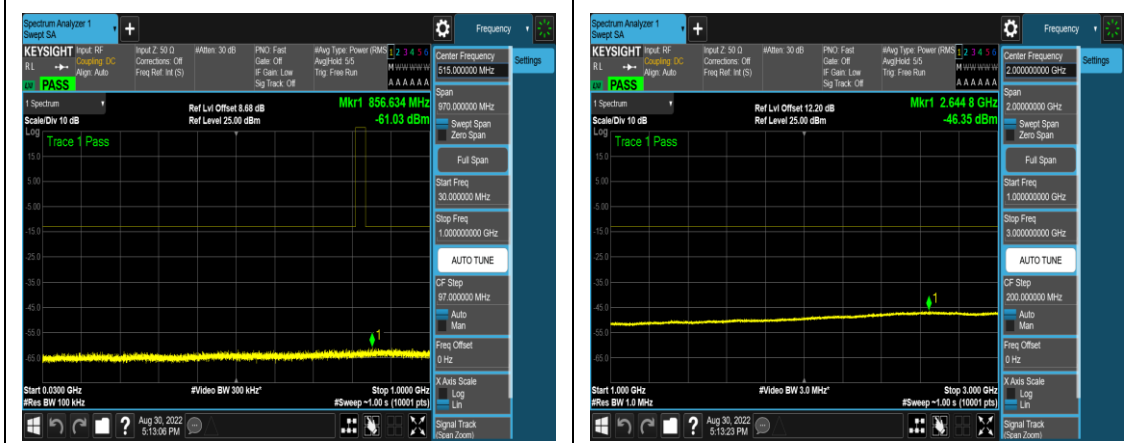 Spectrum Analyzer 1
Swept SA
Frequency
KEYSIGHT
Input: RF
Input Z: 50 Ω
#Atten: 30 dB
PNO: Fast
#Avg Type: Power (RMS
1 2 3 4 5 6
RL
Coupling: DC
Corrections: Off
Gate: Off
Avg|Hold: 5/5
M W W W W W
Align: Auto
Freq Ref: Int (S)
IF Gain: Low
Trig: Free Run
Sig Track: Off
A A A A A A
PASS
1 Spectrum
Ref Lvl Offset 8.68 dB
Mkr1 856.634 MHz
Scale/Div 10 dB
Ref Level 25.00 dBm
-61.03 dBm
Log
Trace 1 Pass
15.0
5.00
-5.00
-15.0
-25.0
-35.0
-45.0
-55.0
-65.0
1
Start 0.0300 GHz
#Video BW 300 kHz*
Stop 1.0000 GHz
#Res BW 100 kHz
#Sweep ~1.00 s (10001 pts)
Center Frequency
515.000000 MHz
Settings
Span
970.000000 MHz
Swept Span
Zero Span
Full Span
Start Freq
30.000000 MHz
Stop Freq
1.000000000 GHz
AUTO TUNE
CF Step
97.000000 MHz
Auto
Man
Freq Offset
0 Hz
X Axis Scale
Log
Lin
Signal Track
(Span Zoom)
Aug 30, 2022
5:13:06 PM
Spectrum Analyzer 1
Swept SA
Frequency
KEYSIGHT
Input: RF
Input Z: 50 Ω
#Atten: 30 dB
PNO: Fast
#Avg Type: Power (RMS
1 2 3 4 5 6
RL
Coupling: DC
Corrections: Off
Gate: Off
Avg|Hold: 5/5
M W W W W W
Align: Auto
Freq Ref: Int (S)
IF Gain: Low
Trig: Free Run
Sig Track: Off
A A A A A A
PASS
1 Spectrum
Ref Lvl Offset 12.20 dB
Mkr1 2.644 8 GHz
Scale/Div 10 dB
Ref Level 25.00 dBm
-46.35 dBm
Log
Trace 1 Pass
15.0
5.00
-5.00
-15.0
-25.0
-35.0
-45.0
-55.0
-65.0
1
Start 1.000 GHz
#Video BW 3.0 MHz*
Stop 3.000 GHz
#Res BW 1.0 MHz
#Sweep ~1.00 s (10001 pts)
Center Frequency
2.000000000 GHz
Settings
Span
2.00000000 GHz
Swept Span
Zero Span
Full Span
Start Freq
1.000000000 GHz
Stop Freq
3.000000000 GHz
AUTO TUNE
CF Step
200.000000 MHz
Auto
Man
Freq Offset
0 Hz
X Axis Scale
Log
Lin
Signal Track
(Span Zoom)
Aug 30, 2022
5:13:23 PM